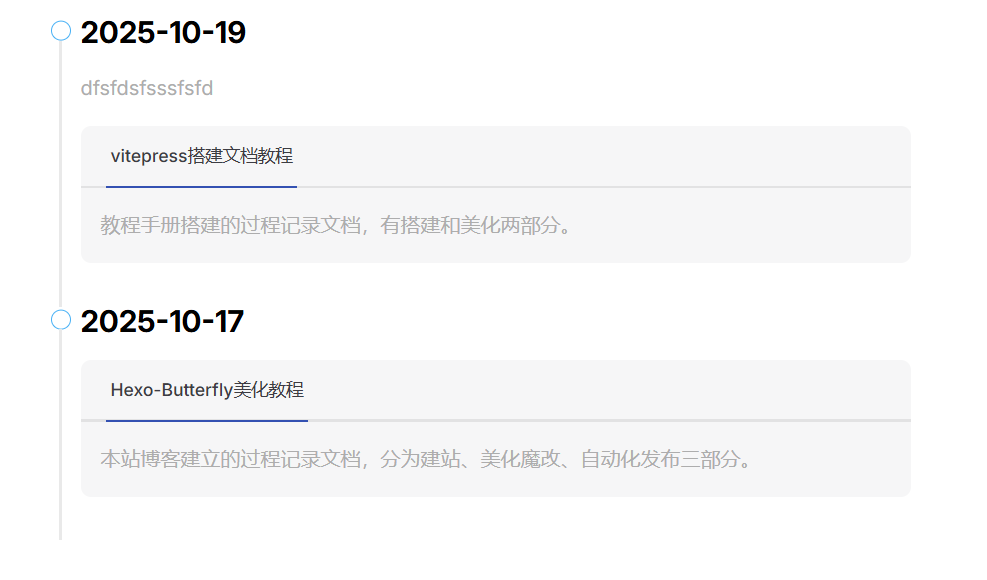 2025-10-19
dfsfdsfsssfsfd
vitepress搭建文档教程
教程手册搭建的过程记录文档，有搭建和美化两部分。
2025-10-17
Hexo-Butterfly美化教程
本站博客建立的过程记录文档，分为建站、美化魔改、自动化发布三部分。